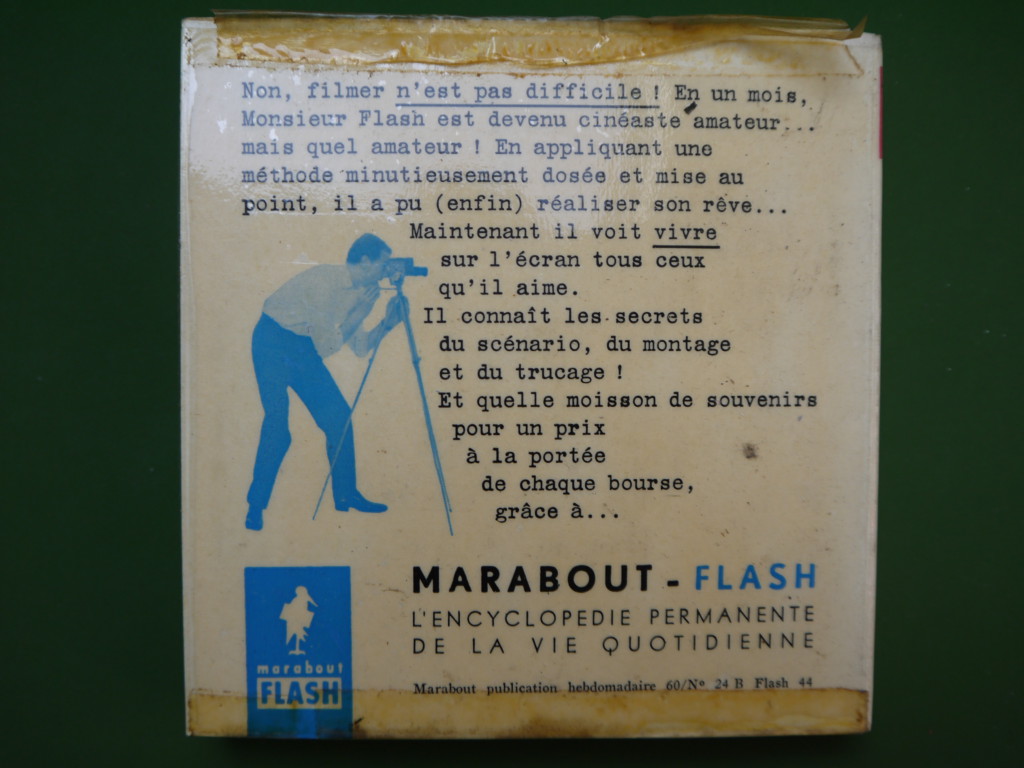 Non, filmer n'est pas difficile ! En un mois,
Monsieur Flash est devenu cinéaste amateur...
mais quel amateur ! En appliquant une
méthode minutieusement dosée et mise au
point, il a pu (enfin) réaliser son rêve...
Maintenant il voit vivre
sur l'écran tous ceux
qu'il aime.
Il connaît les secrets
du scénario, du montage
et du trucage !
Et quelle moisson de souvenirs
pour un prix
à la portée
de chaque bourse,
grâce à...
MARABOUT - FLASH
L'ENCYCLOPEDIE PERMANENTE
DE LA VIE QUOTIDIENNE
marabout
FLASH
Marabout publication hebdomadaire 60/Nº 24 B Flash 44